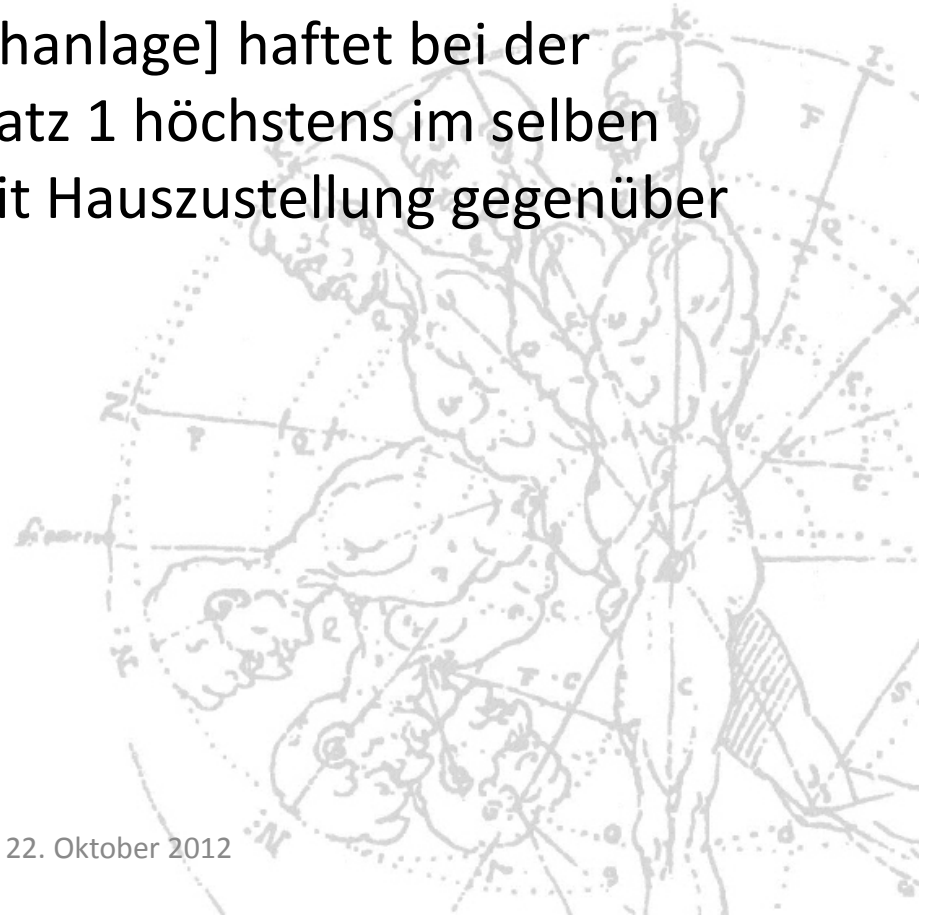 hanlage] haftet bei der
atz 1 höchstens im selben
it Hauszustellung gegenüber
22. Oktober 2012